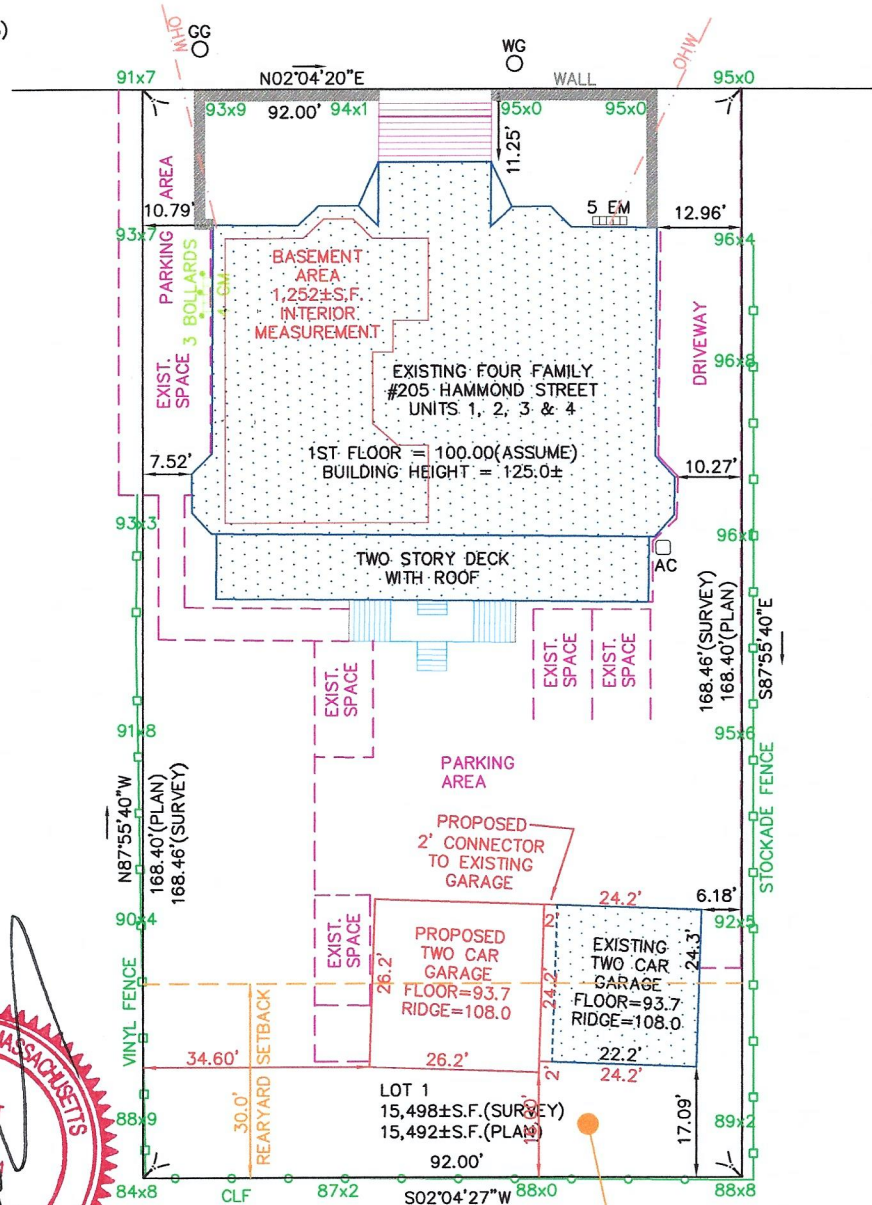 GG
WG
OHW
OHW
N02°04'20"E
WALL
91x7
95x0
93x9
92.00'
94x1
95x0
95x0
11.25'
PARKING AREA
10.79'
5 EM
12.96'
93x7
96x4
3 BOLLARDS
4 GM
BASEMENT
AREA
1,252±S.F.
INTERIOR
MEASUREMENT
EXIST.
SPACE
DRIVEWAY
96x8
EXISTING FOUR FAMILY
#205 HAMMOND STREET
UNITS 1, 2, 3 & 4
1ST FLOOR = 100.00(ASSUME)
BUILDING HEIGHT = 125.0±
7.52'
10.27'
93x3
TWO STORY DECK
WITH ROOF
AC
EXIST.
SPACE
EXIST.
SPACE
EXIST.
SPACE
168.46'(SURVEY)
168.40'(PLAN)
S87°55'40"E
91x8
95x6
PARKING
AREA
N87°55'40"W
168.40'(PLAN)
168.46'(SURVEY)
STOCKADE FENCE
PROPOSED
2' CONNECTOR
TO EXISTING
GARAGE
24.2'
6.18'
90x4
92x5
2'
EXIST.
SPACE
26.2'
PROPOSED
TWO CAR
GARAGE
FLOOR=93.7
RIDGE=108.0
24.2'
EXISTING
TWO CAR
GARAGE
FLOOR=93.7
RIDGE=108.0
24.3'
VINYL FENCE
34.60'
26.2'
22.2'
2'
24.2'
30.0'
REARYARD SETBACK
LOT 1
15,498±S.F.(SURVEY)
15,492±S.F.(PLAN)
17.09'
88x9
89x2
92.00'
84x8
CLF
87x2
S02°04'27"W
88x0
88x8
MASSACHUSETTS